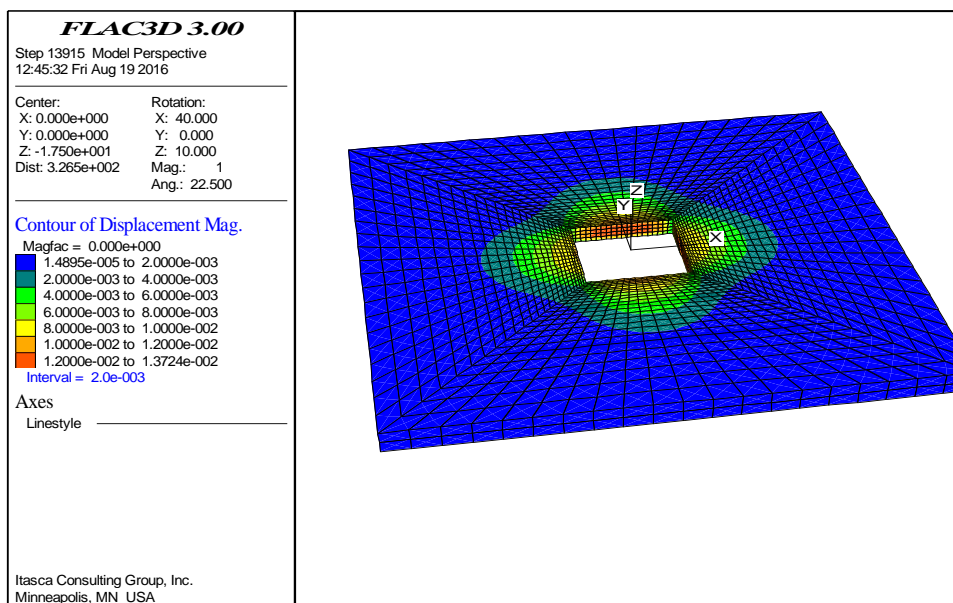 FLAC3D 3.00
Step 13915 Model Perspective
12:45:32 Fri Aug 19 2016
Center: Rotation:
X: 0.000e+000 X: 40.000
Y: 0.000e+000 Y: 0.000
Z: -1.750e+001 Z: 10.000
Dist: 3.265e+002 Mag.: 1
Ang.: 22.500
Contour of Displacement Mag.
Magfac = 0.000e+000
1.4895e-005 to 2.0000e-003
2.0000e-003 to 4.0000e-003
4.0000e-003 to 6.0000e-003
6.0000e-003 to 8.0000e-003
8.0000e-003 to 1.0000e-002
1.0000e-002 to 1.2000e-002
1.2000e-002 to 1.3724e-002
Interval = 2.0e-003
Axes
Linestyle
Itasca Consulting Group, Inc.
Minneapolis, MN USA
Z
Y
X